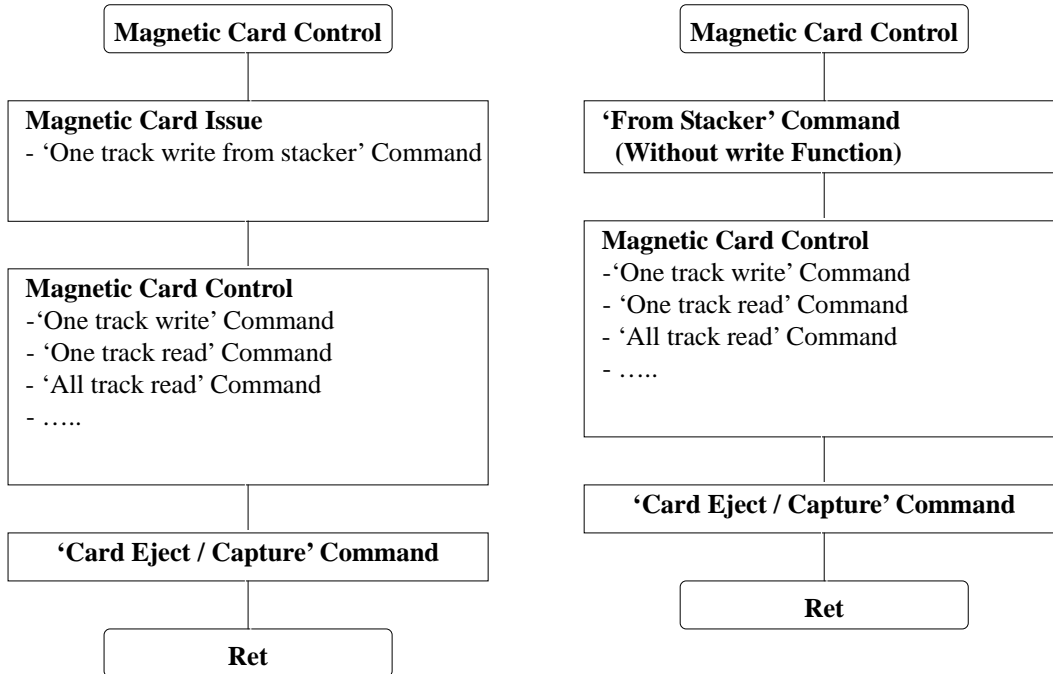 Magnetic Card Control
Magnetic Card Issue
- ‘One track write from stacker’ Command
Magnetic Card Control
-‘One track write’ Command
- ‘One track read’ Command
- ‘All track read’ Command
- …..
‘Card Eject / Capture’ Command
Ret
Magnetic Card Control
‘From Stacker’ Command
(Without write Function)
Magnetic Card Control
-‘One track write’ Command
- ‘One track read’ Command
- ‘All track read’ Command
- …..
‘Card Eject / Capture’ Command
Ret